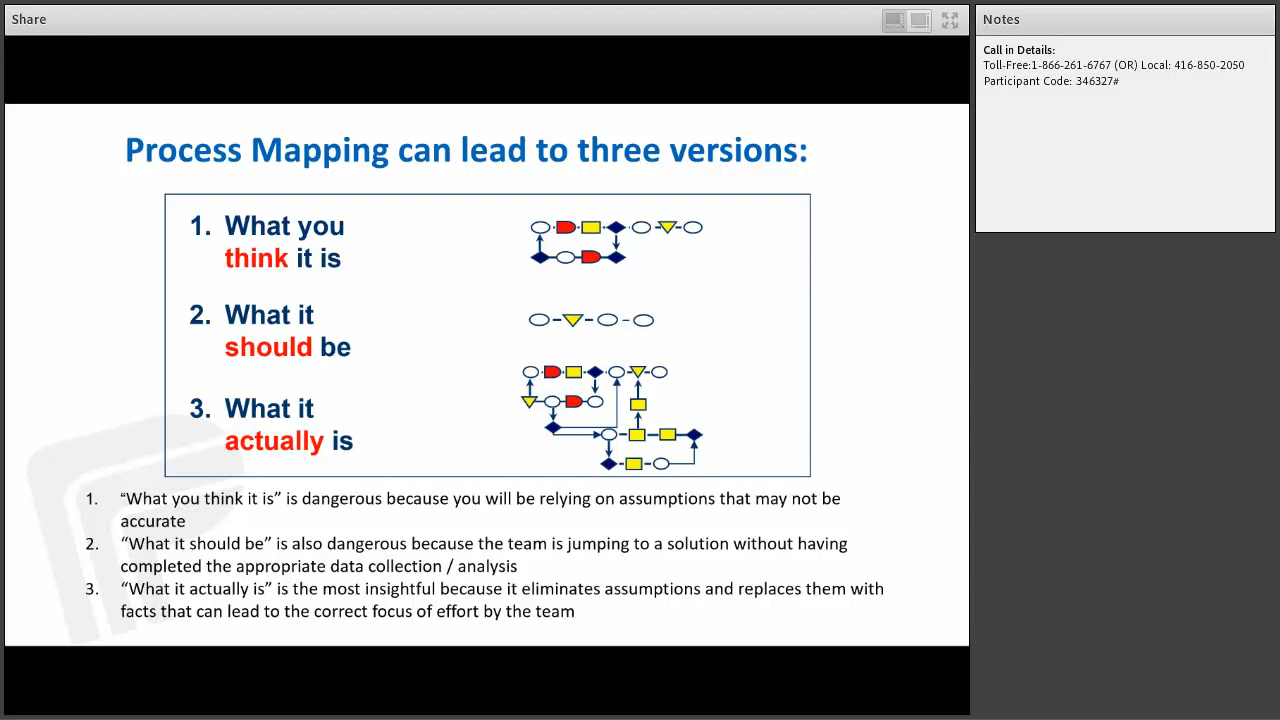 Share
Notes
Call in Details:
Toll-Free:1-866-261-6767 (OR) Local: 416-850-2050
Participant Code: 346327#
Process Mapping can lead to three versions:
1. What you
think it is
2. What it
should be
3. What it
actually is
1. “What you think it is” is dangerous because you will be relying on assumptions that may not be
accurate
2. “What it should be” is also dangerous because the team is jumping to a solution without having
completed the appropriate data collection / analysis
3. “What it actually is” is the most insightful because it eliminates assumptions and replaces them with
facts that can lead to the correct focus of effort by the team